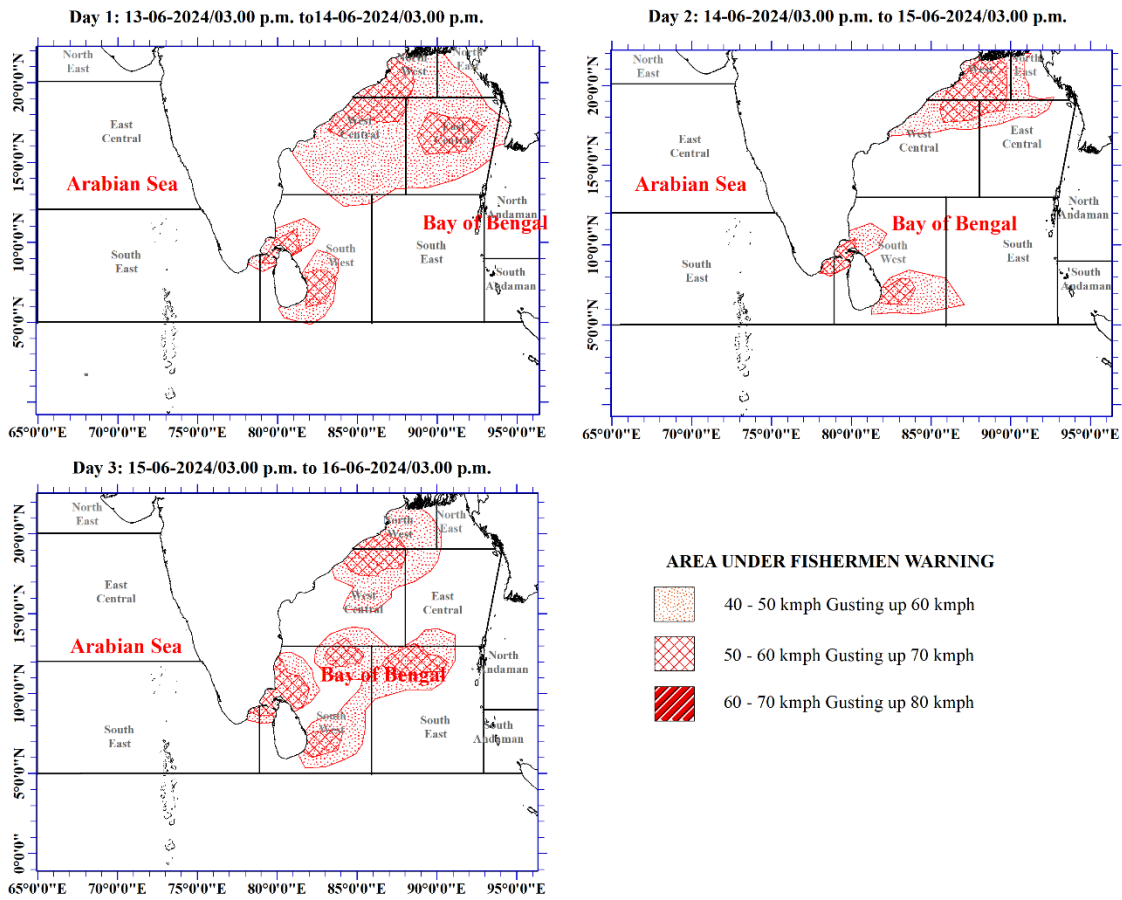 Day 1: 13-06-2024/03.00 p.m. to14-06-2024/03.00 p.m.
North
East
North
West
North
East
East
Central
West
Central
East
Central
Arabian Sea
Bay of Bengal
North
Andaman
South
East
South
West
South
East
South
Andaman
20°0'0"N
15°0'0"N
10°0'0"N
5°0'0"N
65°0'0"E 70°0'0"E 75°0'0"E 80°0'0"E 85°0'0"E 90°0'0"E 95°0'0"E
Day 2: 14-06-2024/03.00 p.m. to 15-06-2024/03.00 p.m.
North
East
West
North
East
East
Central
West
Central
East
Central
Arabian Sea
Bay of Bengal
North
Andaman
South
East
South
West
South
East
South
Andaman
20°0'0"N
15°0'0"N
10°0'0"N
5°0'0"N
65°0'0"E 70°0'0"E 75°0'0"E 80°0'0"E 85°0'0"E 90°0'0"E 95°0'0"E
Day 3: 15-06-2024/03.00 p.m. to 16-06-2024/03.00 p.m.
North
East
North
West
North
East
East
Central
West
Central
East
Central
Arabian Sea
Bay of Bengal
North
Andaman
South
East
South
West
South
East
South
Andaman
20°0'0"N
15°0'0"N
10°0'0"N
5°0'0"N
0°0'0"
65°0'0"E 70°0'0"E 75°0'0"E 80°0'0"E 85°0'0"E 90°0'0"E 95°0'0"E
AREA UNDER FISHERMEN WARNING
40 - 50 kmph Gusting up 60 kmph
50 - 60 kmph Gusting up 70 kmph
60 - 70 kmph Gusting up 80 kmph